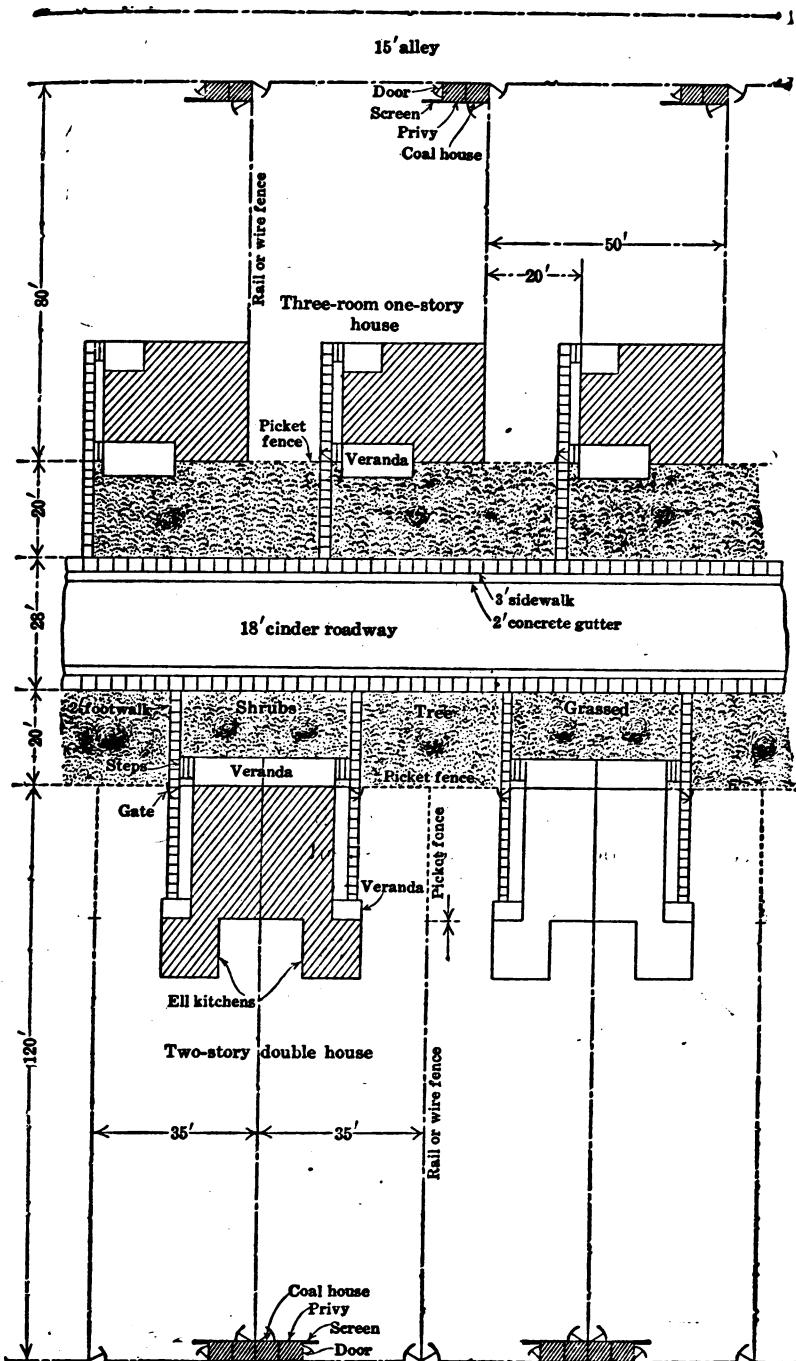 15′ alley
Door
Screen
Privy
Coal house
80′
Rail or wire fence
50′
20′
Three-room one-story
house
Picket
fence
Veranda
20′
28′
3′ sidewalk
2′ concrete gutter
18′ cinder roadway
20′
2′ footwalk
Shrubs
Tree
Grassed
Steps
Veranda
Picket fence
Gate
Picket fence
Veranda
Ell kitchens
120′
Two-story double house
35′
35′
Rail or wire fence
Coal house
Privy
Screen
Door